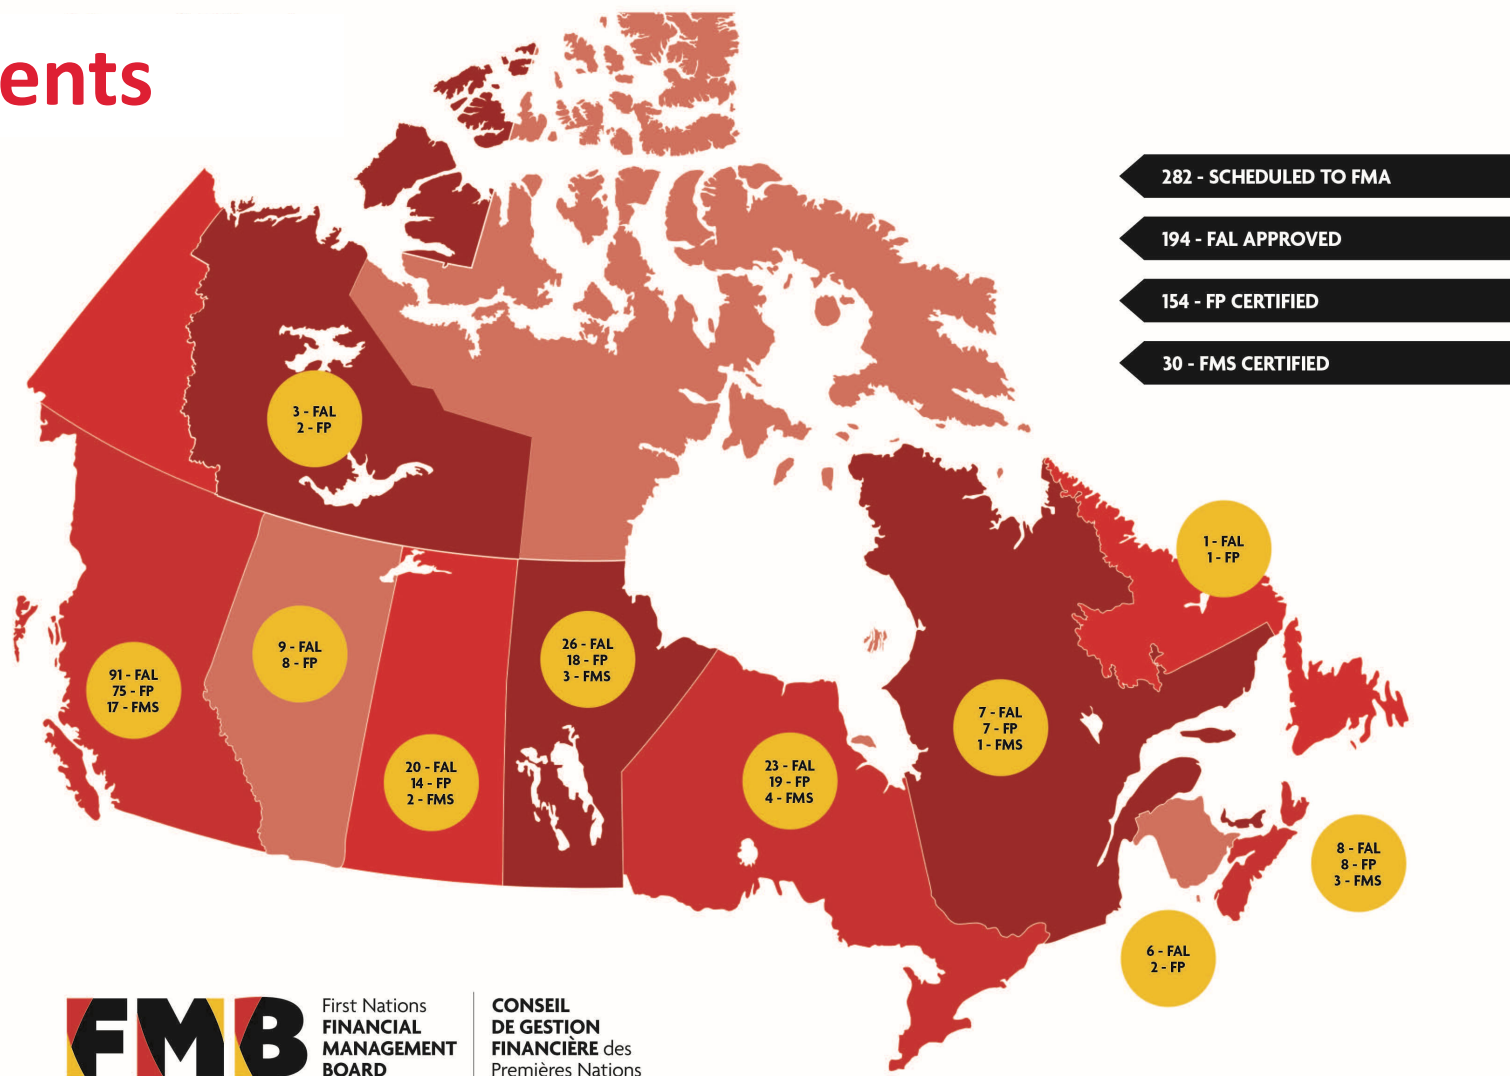 ents
282 - SCHEDULED TO FMA
194 - FAL APPROVED
154 - FP CERTIFIED
30 - FMS CERTIFIED
3 - FAL
2 - FP
1 - FAL
1 - FP
91 - FAL
75 - FP
17 - FMS
9 - FAL
8 - FP
26 - FAL
18 - FP
3 - FMS
20 - FAL
14 - FP
2 - FMS
23 - FAL
19 - FP
4 - FMS
7 - FAL
7 - FP
1 - FMS
8 - FAL
8 - FP
3 - FMS
6 - FAL
2 - FP
FMB
First Nations
FINANCIAL
MANAGEMENT
BOARD
CONSEIL
DE GESTION
FINANCIÈRE des
Premières Nations